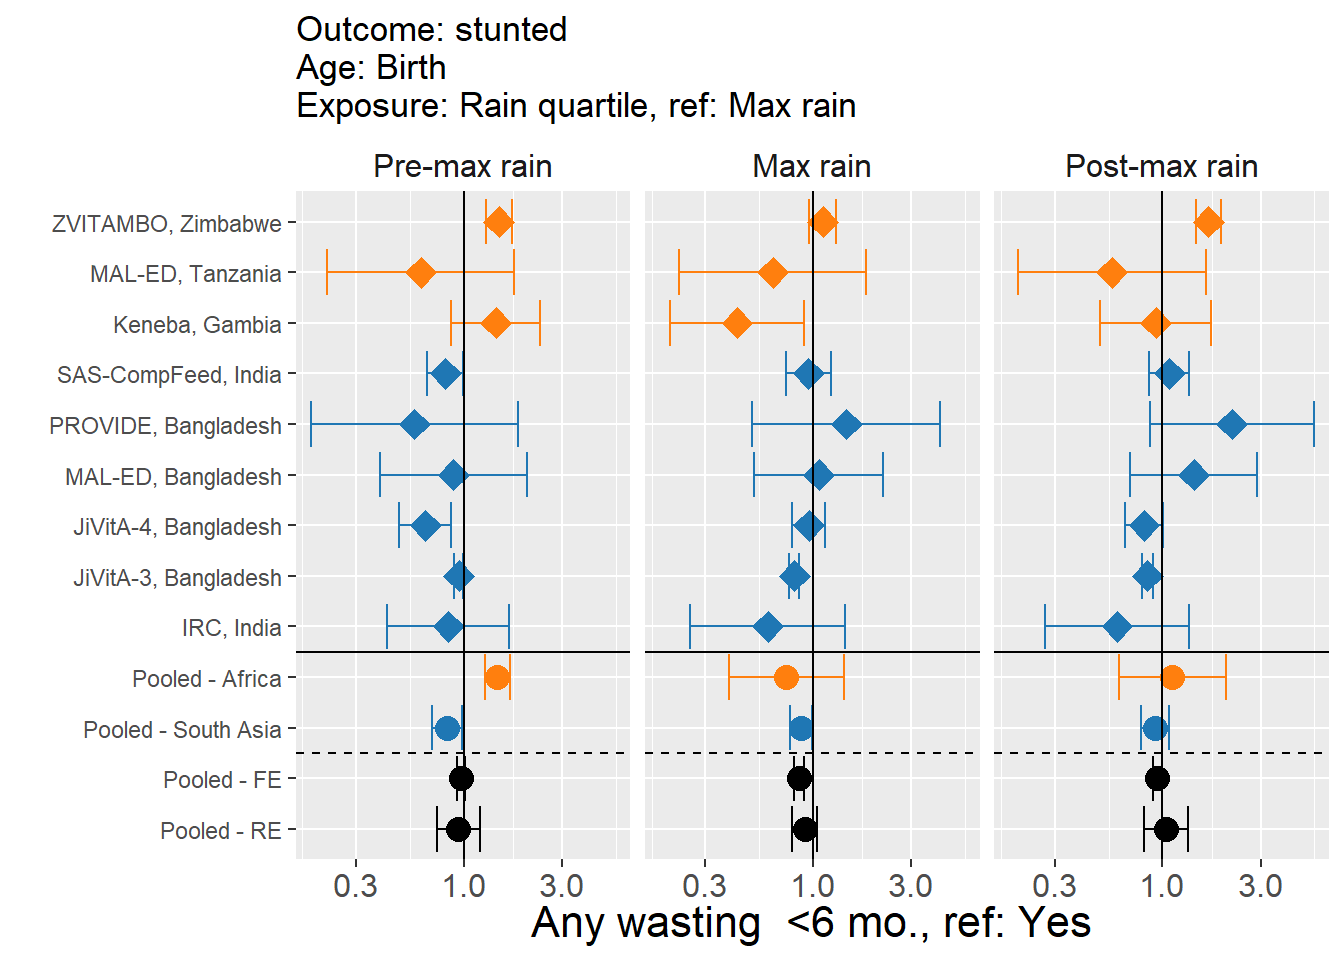 Outcome: stunted
Age: Birth
Exposure: Rain quartile, ref: Max rain
Pre-max rain
Max rain
Post-max rain
ZVITAMBO, Zimbabwe
MAL-ED, Tanzania
Keneba, Gambia
SAS-CompFeed, India
PROVIDE, Bangladesh
MAL-ED, Bangladesh
JiVitA-4, Bangladesh
JiVitA-3, Bangladesh
IRC, India
Pooled - Africa
Pooled - South Asia
Pooled - FE
Pooled - RE
0.3 1.0 3.0 0.3 1.0 3.0 0.3 1.0 3.0
Any wasting  <6 mo., ref: Yes